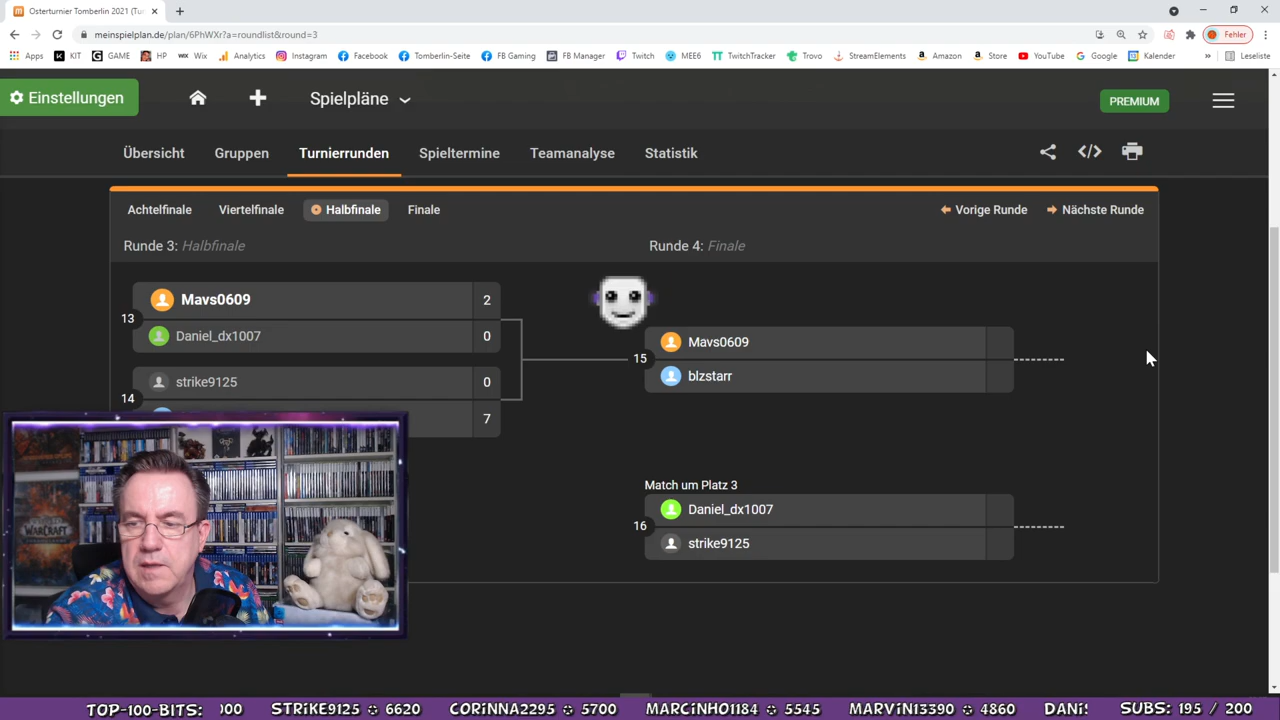 Osterturnier Tomberlin 2021 (Tur
meinspielplan.de/plan/6PhWXr?a=roundlist&round=3
Fehler
Apps KIT GAME HP Wix Analytics Instagram Facebook Tomberlin-Seite FB Gaming FB Manager Twitch MEE6 TwitchTracker Trovo StreamElements Amazon Store YouTube Google Kalender » Leseliste
Einstellungen
Spielpläne
PREMIUM
Übersicht Gruppen Turnierrunden Spieltermine Teamanalyse Statistik
Achtelfinale Viertelfinale Halbfinale Finale Vorige Runde Nächste Runde
Runde 3: Halbfinale Runde 4: Finale
13
Mavs0609 2
Daniel_dx1007 0
14
strike9125 0
7
15
Mavs0609
blzstarr
Match um Platz 3
16
Daniel_dx1007
strike9125
WARCRAFT
TOP-100-BITS: 000 STRIKE9125 6620 CORINNA2295 5700 MARCINHO1184 5545 MARVIN13390 4860 DANI SUBS: 195 / 200